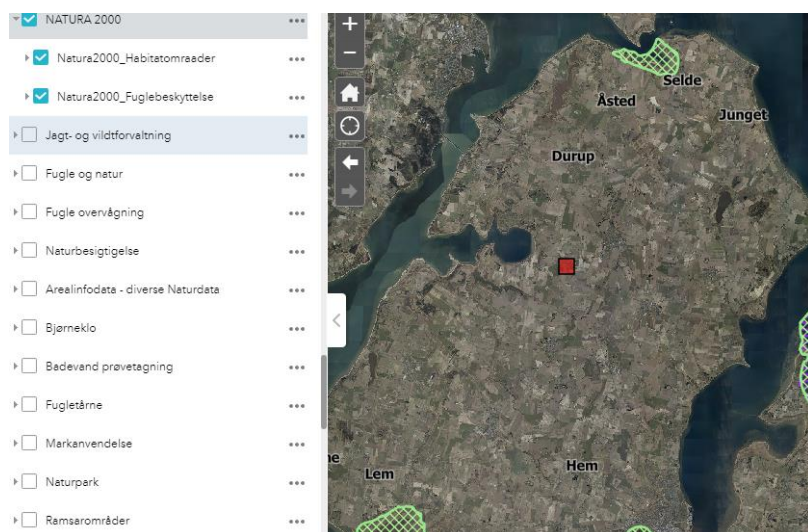 NATURA 2000
Natura2000_Habitatomraader
Natura2000_Fuglebeskyttelse
Jagt- og vildtforvaltning
Fugle og natur
Fugle overvågning
Naturbesigtigelse
Arealinfodata - diverse Naturdata
Bjørneklo
Badevand prøvetagning
Fugletårne
Markanvendelse
Naturpark
Ramsarområder
Selde
Åsted
Junget
Durup
ne
Lem
Hem